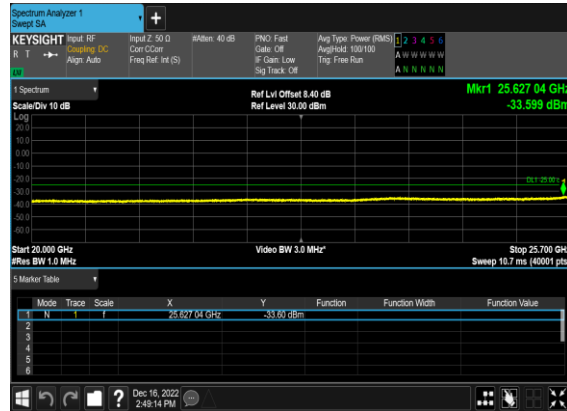 Spectrum Analyzer 1
Swept SA
+
KEYSIGHT Input: RF Input Z: 50 Ω #Atten: 40 dB PNO: Fast Avg Type: Power (RMS) 1 2 3 4 5 6
R T Coupling: DC Corr CCorr Gate: Off Avg|Hold: 100/100 A W W W W W
Align: Auto Freq Ref: Int (S) IF Gain: Low Trig: Free Run
Sig Track: Off A N N N N N
1 Spectrum Ref Lvl Offset 8.40 dB Mkr1 25.627 04 GHz
Scale/Div 10 dB Ref Level 30.00 dBm -33.599 dBm
Log
20.0
10.0
0.00
-10.0
-20.0
DL1 -25.00
-30.0
-40.0
-50.0
-60.0
Start 20.000 GHz Video BW 3.0 MHz* Stop 25.700 GHz
#Res BW 1.0 MHz Sweep 10.7 ms (40001 pts
5 Marker Table
Mode Trace Scale X Y Function Function Width Function Value
1 N 1 f 25.627 04 GHz -33.60 dBm
2
3
4
5
6
? Dec 16, 2022
2:49:14 PM